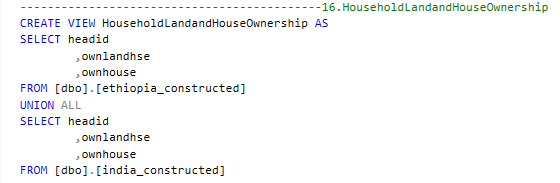 --------------------------------------------16.HouseholdLandandHouseOwnership
CREATE VIEW HouseholdLandandHouseOwnership AS
SELECT headid
,ownlandhse
,ownhouse
FROM [dbo].[ethiopia_constructed]
UNION ALL
SELECT headid
,ownlandhse
,ownhouse
FROM [dbo].[india_constructed]